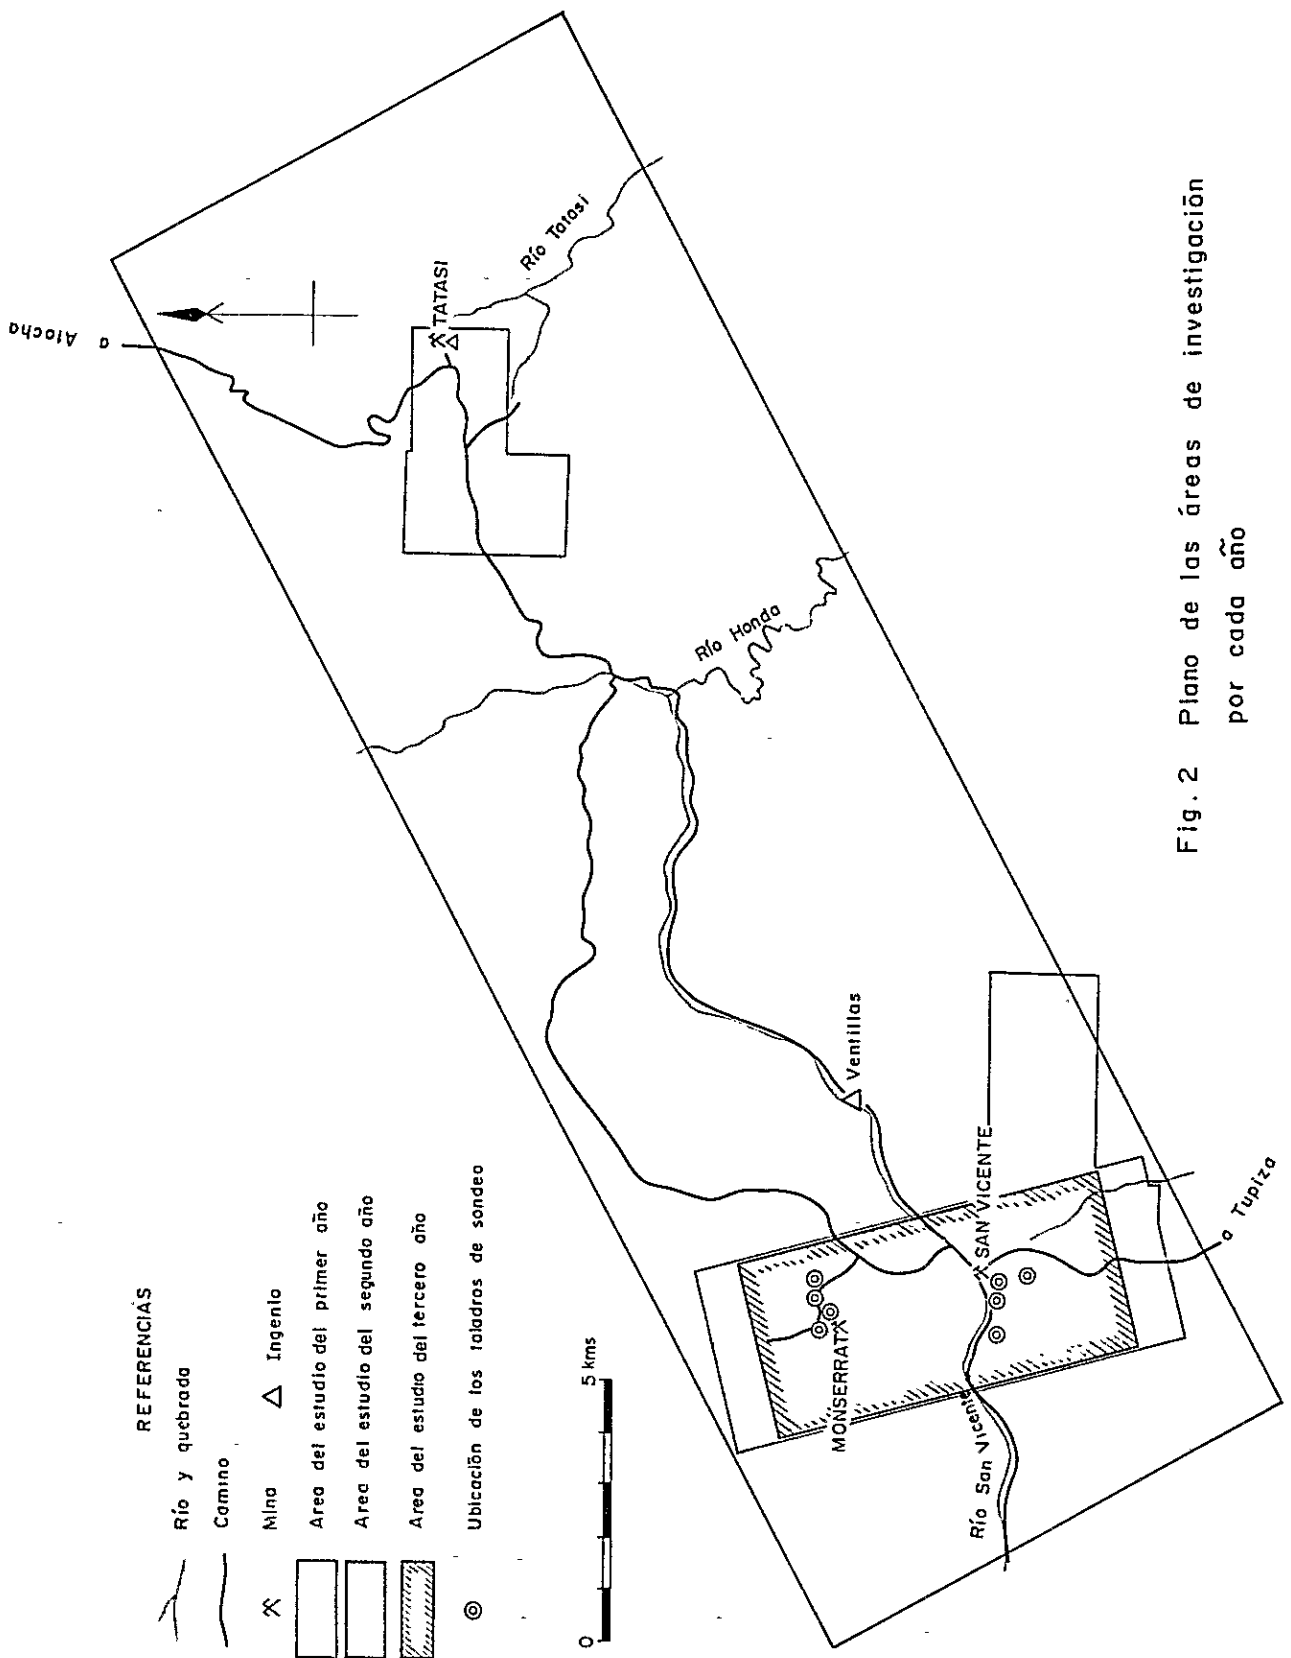 REFERENCIAS
Río y quebrada
Camino
Mina
Ingenio
Area del estudio del primer año
Area del estudio del segundo año
Area del estudio del tercero año
Ubicación de los taladros de sondeo
0
5 kms
a Atocha
TATASI
Río Tatasi
Río Honda
Ventillas
SAN VICENTE
MONSERRAT
Río San Vicente
a Tupiza
Fig. 2 Plano de las áreas de investigación
por cada año